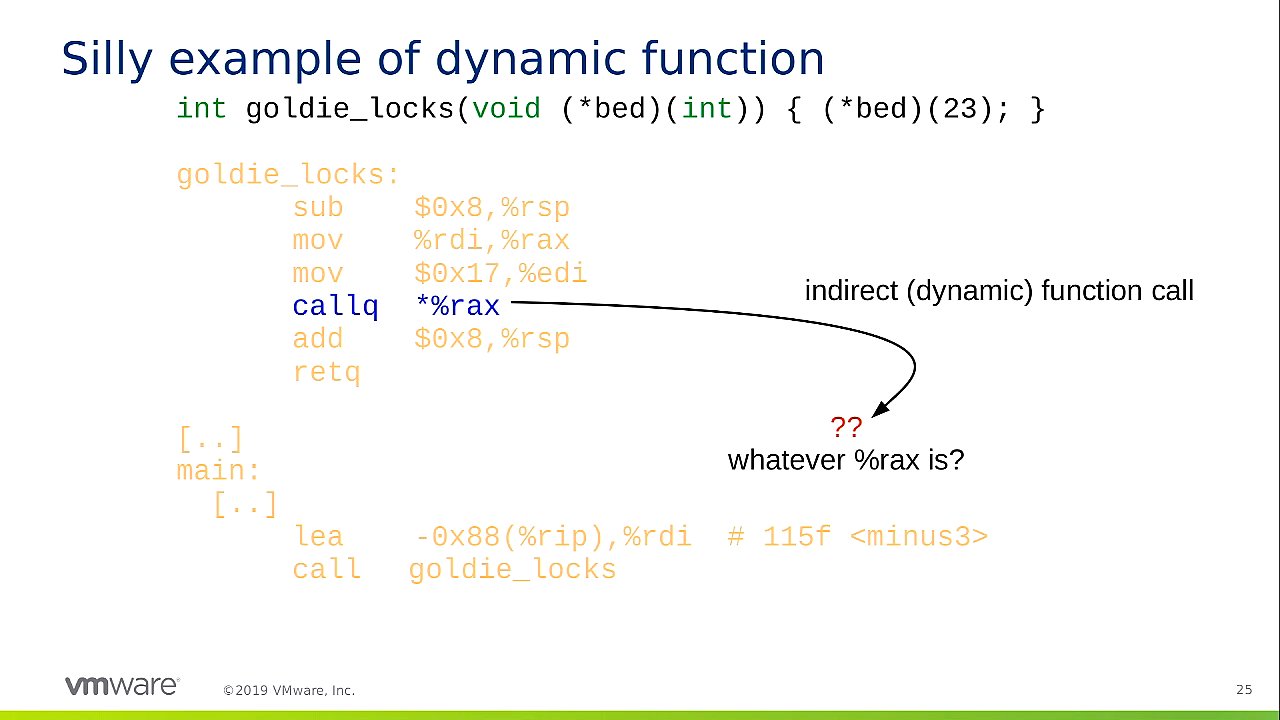 Silly example of dynamic function
int goldie_locks(void (*bed)(int)) { (*bed)(23); }
goldie_locks:
sub $0x8,%rsp
mov %rdi,%rax
mov $0x17,%edi
indirect (dynamic) function call
callq *%rax
add $0x8,%rsp
retq
??
[..]
whatever %rax is?
main:
[..]
lea -0x88(%rip),%rdi # 115f <minus3>
call goldie_locks
vmware
©2019 VMware, Inc.
25